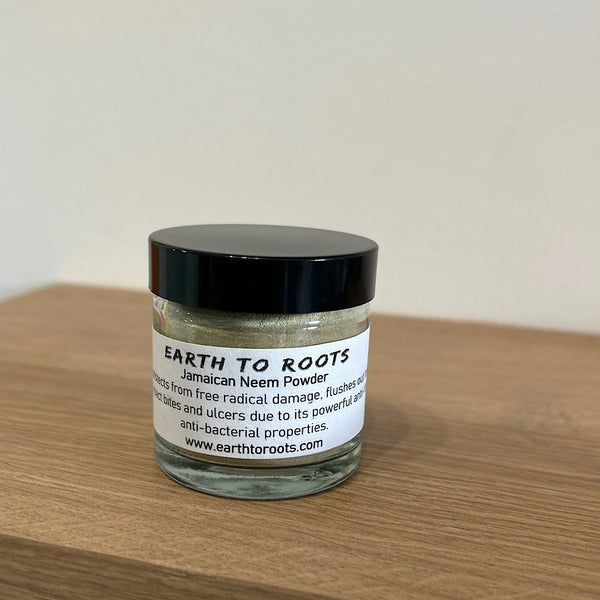 EARTH TO ROOTS
Jamaican Neem Powder
from free radical damage, flushes
bites and ulcers due to its powerful
anti-bacterial properties.
www.earthtoroots.com